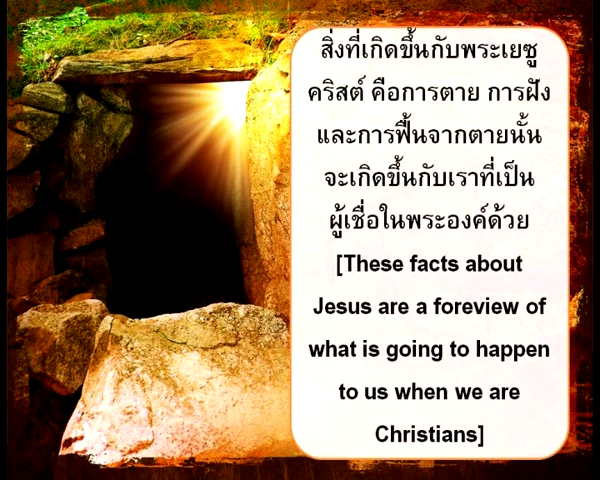 สิ่งที่เกิดขึ้นกับพระเยซู
คริสต์ คือการตาย การฝัง
และการฟื้นจากตายนั้น
จะเกิดขึ้นกับเราที่เป็น
ผู้เชื่อในพระองค์ด้วย
[These facts about
Jesus are a foreview of
what is going to happen
to us when we are
Christians]